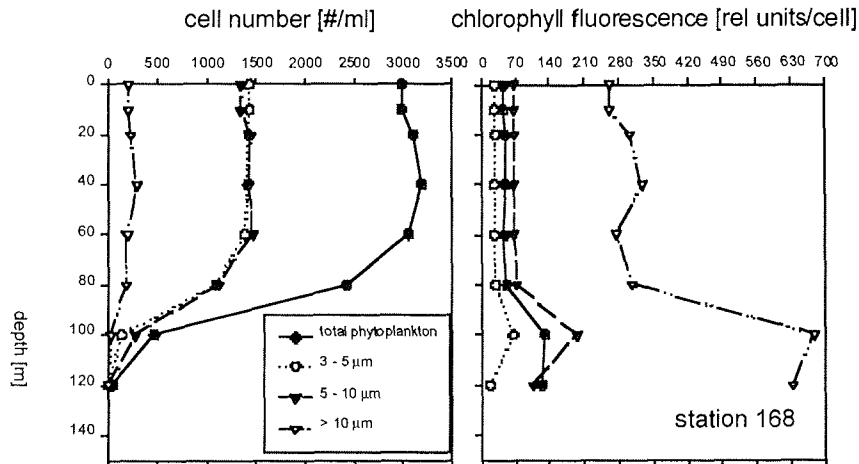 cell number [#/ml]
chlorophyll fluorescence [rel units/cell]
0 500 1000 1500 2000 2500 3000 3500
0 70 140 210 280 350 420 490 560 630 700
0
20
40
60
80
100
120
140
depth [m]
total phytoplankton
3 - 5 µm
5 - 10 µm
> 10 µm
station 168